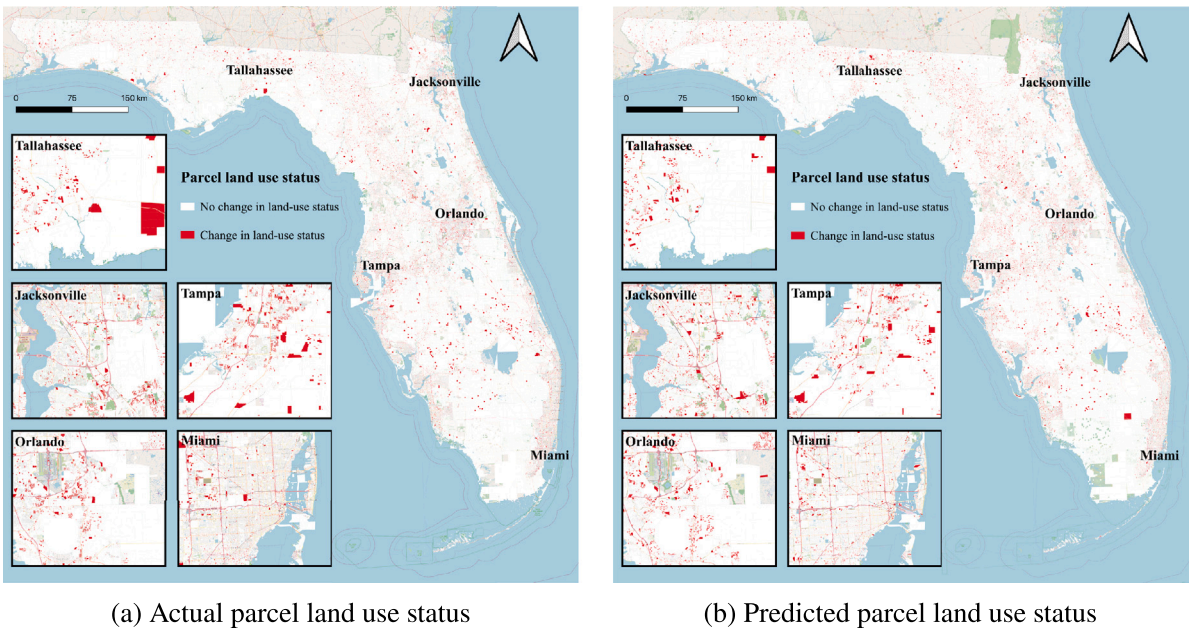 Tallahassee
Jacksonville
0 75 150 km
Tallahassee
Parcel land use status
No change in land-use status
Change in land-use status
Orlando
Tampa
Jacksonville
Tampa
Orlando
Miami
Miami
(a) Actual parcel land use status
Tallahassee
Jacksonville
0 75 150 km
Tallahassee
Parcel land use status
No change in land-use status
Change in land-use status
Orlando
Tampa
Jacksonville
Tampa
Orlando
Miami
Miami
(b) Predicted parcel land use status